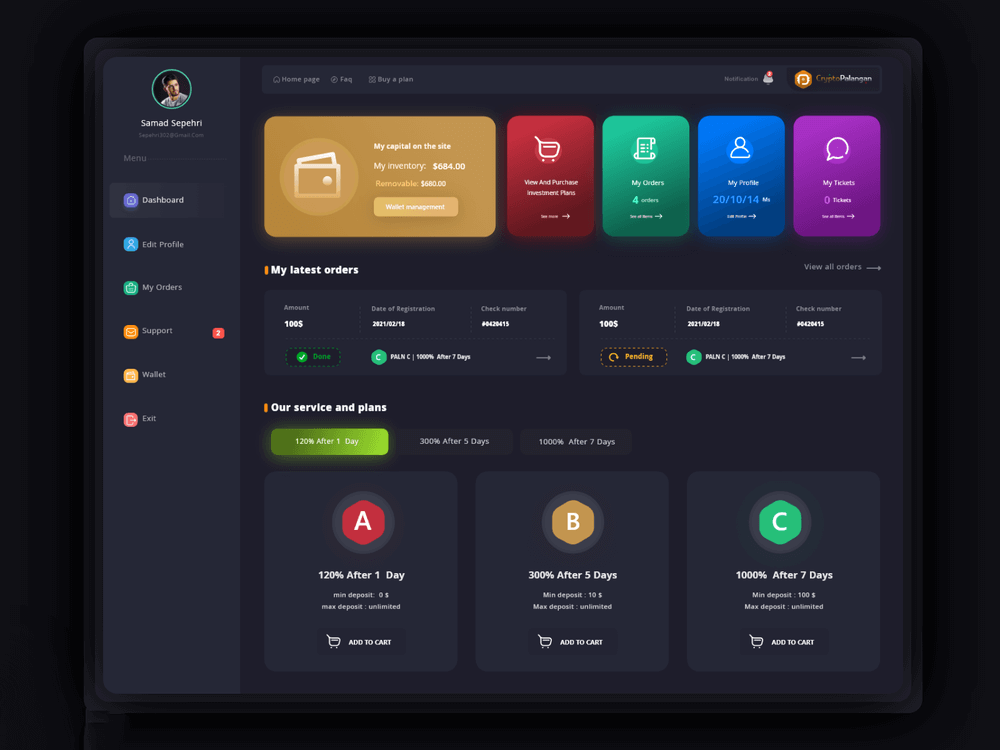 Samad Sepehri
Sepehri202@Gmail.Com
Menu
Dashboard
Edit Profile
My Orders
Support
2
Wallet
Exit
Home page
Faq
Buy a plan
Notification
CryptoPalangan
My capital on the site
My inventory: $684.00
Removable: $680.00
Wallet management
View And Purchase
Investment Plans
See more
My Orders
4 orders
See all items
My Profile
20/10/14 Ms
Edit Profile
My Tickets
0 Tickets
See all items
My latest orders
View all orders
Amount
100$
Date of Registration
2021/02/18
Check number
#0420415
Done
C
PALN C | 1000% After 7 Days
Amount
100$
Date of Registration
2021/02/18
Check number
#0420415
Pending
C
PALN C | 1000% After 7 Days
Our service and plans
120% After 1 Day
300% After 5 Days
1000% After 7 Days
A
120% After 1 Day
min deposit: 0 $
max deposit : unlimited
ADD TO CART
B
300% After 5 Days
Min deposit : 10 $
Max deposit : unlimited
ADD TO CART
C
1000% After 7 Days
Min deposit : 100 $
Max deposit : unlimited
ADD TO CART